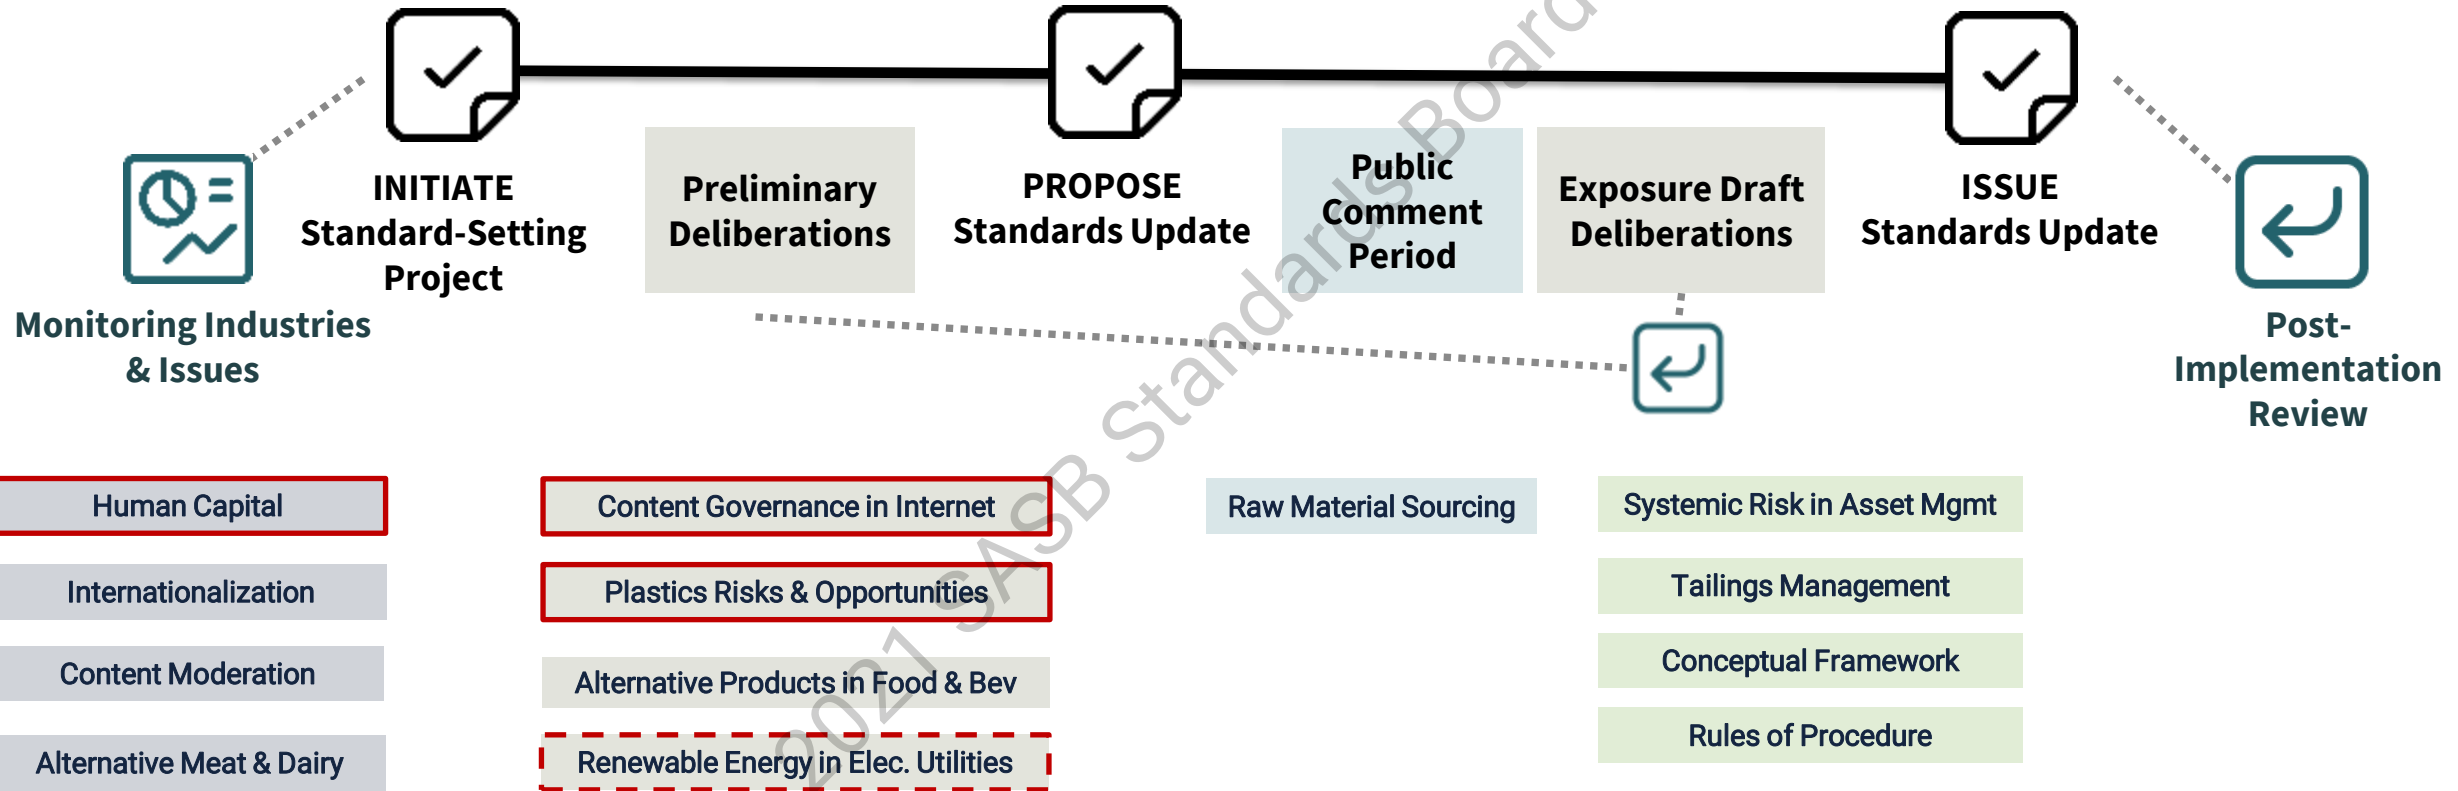 INITIATE
Standard-Setting
Project
Preliminary
Deliberations
PROPOSE
Standards Update
Public
Comment
Period
Exposure Draft
Deliberations
ISSUE
Standards Update
Monitoring Industries
& Issues
Post-
Implementation
Review
Human Capital
Internationalization
Content Moderation
Alternative Meat & Dairy
Content Governance in Internet
Plastics Risks & Opportunities
Alternative Products in Food & Bev
Renewable Energy in Elec. Utilities
Raw Material Sourcing
Systemic Risk in Asset Mgmt
Tailings Management
Conceptual Framework
Rules of Procedure
2021 SASB Standards Board